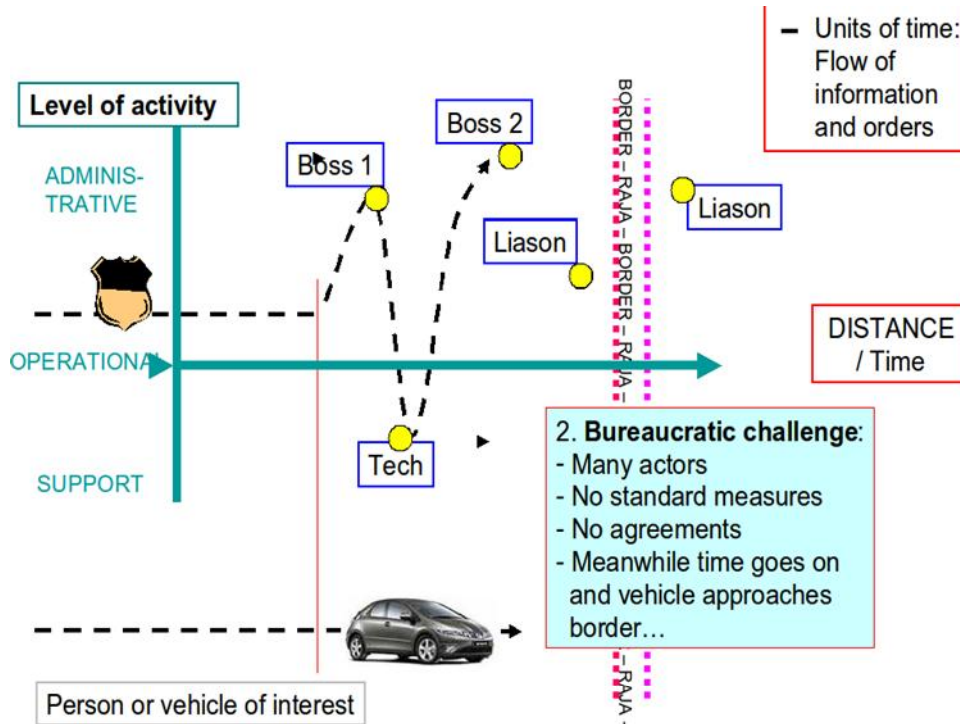 – Units of time:
Flow of
information
and orders
Level of activity
ADMINIS-
TRATIVE
Boss 1
Boss 2
Liason
Liason
BORDER – RAJA – BORDER – RAJA –
– RAJA –
OPERATIONAL
DISTANCE
/ Time
Tech
SUPPORT
2. Bureaucratic challenge:
- Many actors
- No standard measures
- No agreements
- Meanwhile time goes on
and vehicle approaches
border…
Person or vehicle of interest